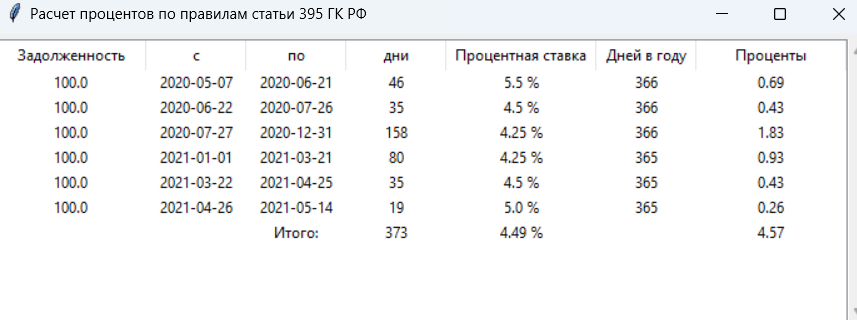 Расчет процентов по правилам статьи 395 ГК РФ
Задолженность с по дни Процентная ставка Дней в году Проценты
100.0 2020-05-07 2020-06-21 46 5.5 % 366 0.69
100.0 2020-06-22 2020-07-26 35 4.5 % 366 0.43
100.0 2020-07-27 2020-12-31 158 4.25 % 366 1.83
100.0 2021-01-01 2021-03-21 80 4.25 % 365 0.93
100.0 2021-03-22 2021-04-25 35 4.5 % 365 0.43
100.0 2021-04-26 2021-05-14 19 5.0 % 365 0.26
Итого: 373 4.49 % 4.57